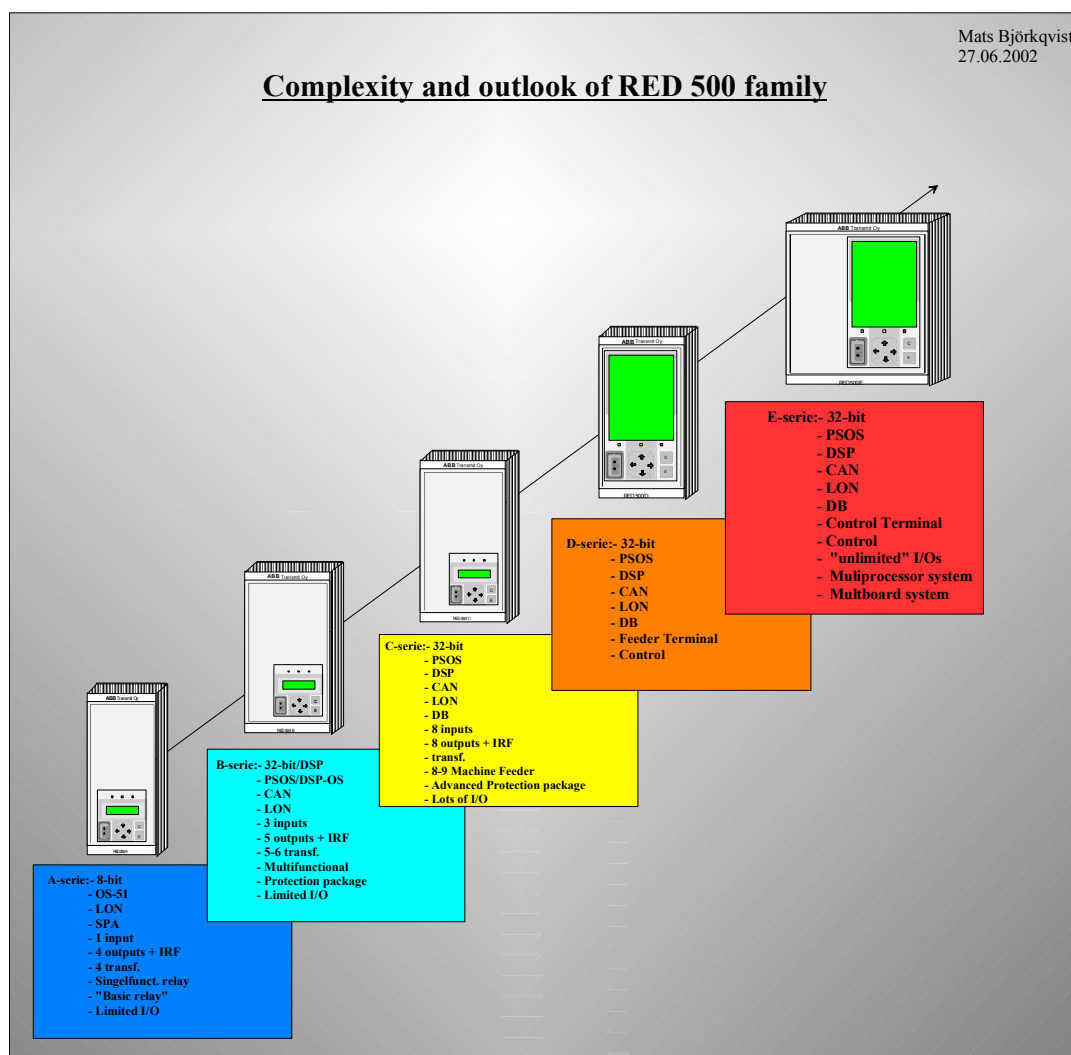 Mats Björkqvist
27.06.2002
Complexity and outlook of RED 500 family
ABB Transmit Oy
C
E
RED500/E
E-serie:- 32-bit
- PSOS
- DSP
- CAN
- LON
- DB
- Control Terminal
- Control
- "unlimited" I/Os
- Muliprocessor system
- Multboard system
ABB Transmit Oy
C
E
RED 500/D
D-serie:- 32-bit
- PSOS
- DSP
- CAN
- LON
- DB
- Feeder Terminal
- Control
ABB Transmit Oy
C
E
C-serie:- 32-bit
- PSOS
- DSP
- CAN
- LON
- DB
- 8 inputs
- 8 outputs + IRF
- transf.
- 8-9 Machine Feeder
- Advanced Protection package
- Lots of I/O
ABB Transmit Oy
C
E
B-serie:- 32-bit/DSP
- PSOS/DSP-OS
- CAN
- LON
- 3 inputs
- 5 outputs + IRF
- 5-6 transf.
- Multifunctional
- Protection package
- Limited I/O
ABB Transmit Oy
C
E
A-serie:- 8-bit
- OS-51
- LON
- SPA
- 1 input
- 4 outputs + IRF
- 4 transf.
- Singelfunct. relay
- "Basic relay"
- Limited I/O